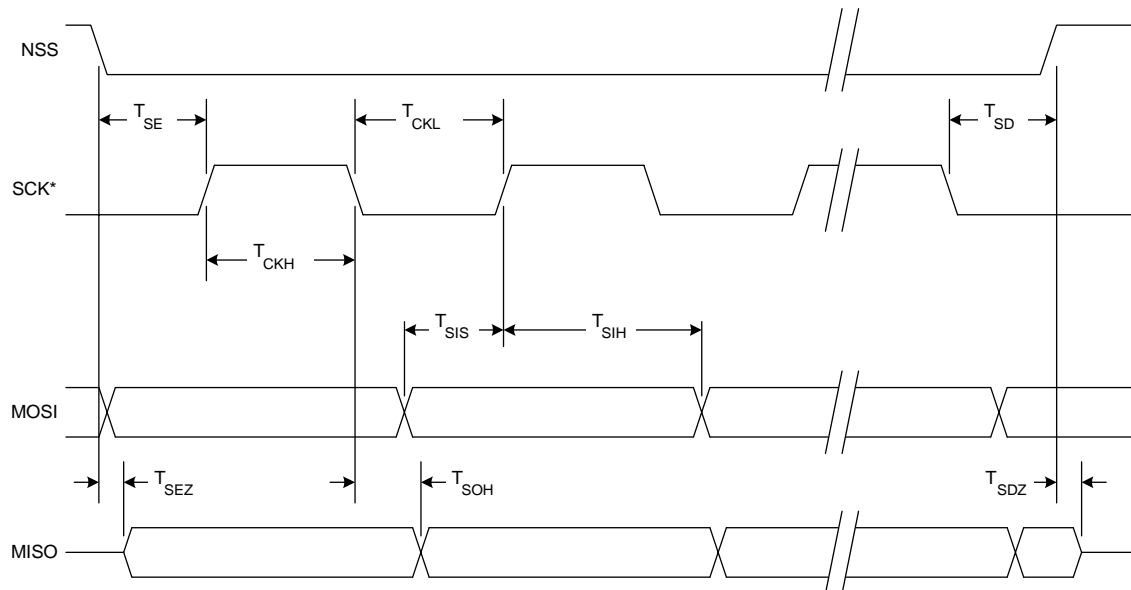 NSS
T_SE
T_CKL
T_SD
SCK*
T_CKH
T_SIS
T_SIH
MOSI
T_SEZ
T_SOH
T_SDZ
MISO